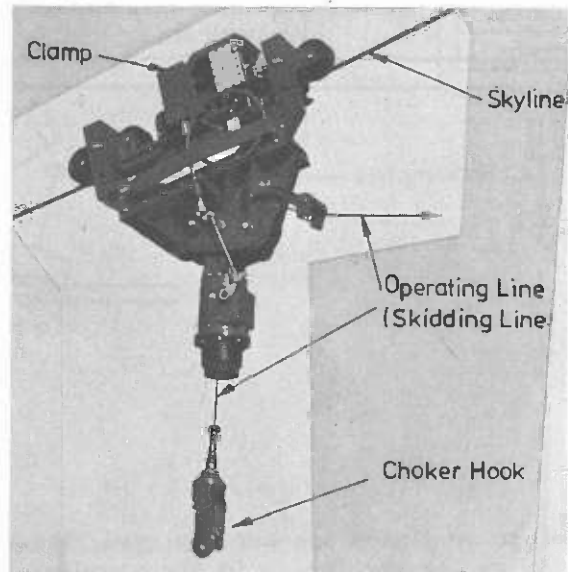 Clamp
Skyline
Operating Line
(Skidding Line
Choker Hook